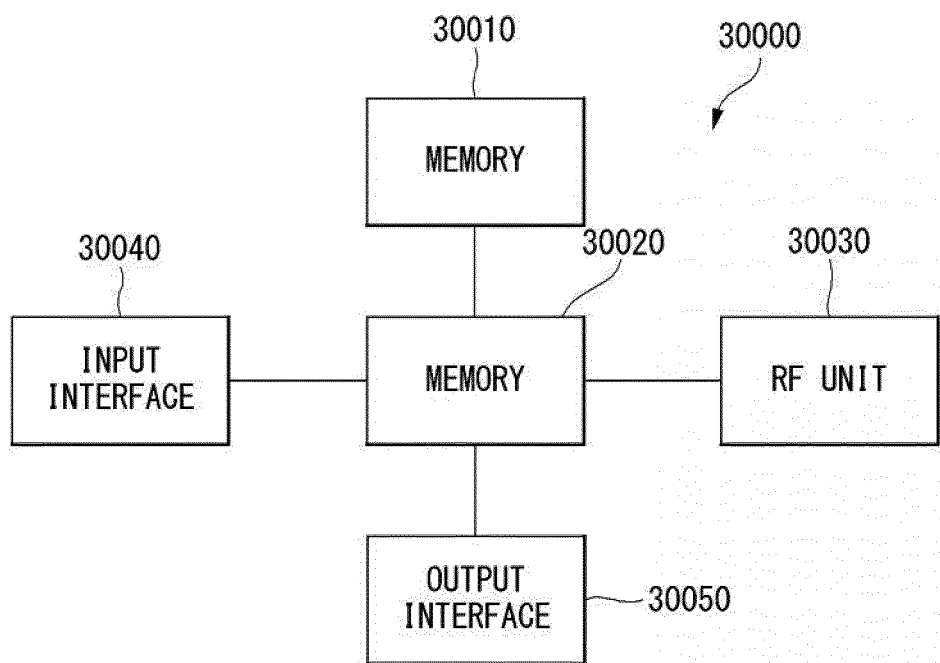 30010
30000
MEMORY
30040
30020
30030
INPUT
INTERFACE
MEMORY
RF UNIT
OUTPUT
INTERFACE
30050